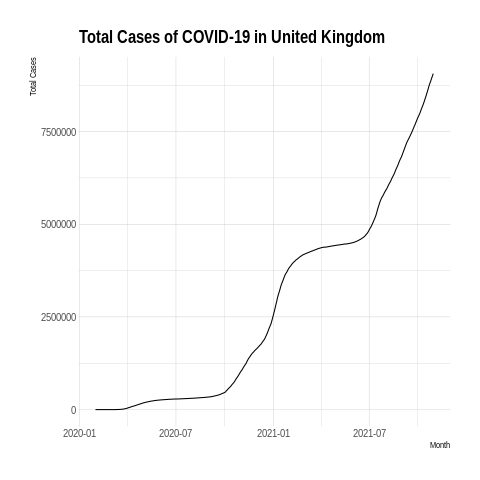 Total Cases of COVID-19 in United Kingdom
Total Cases
7500000
5000000
2500000
0
2020-01 2020-07 2021-01 2021-07
Month